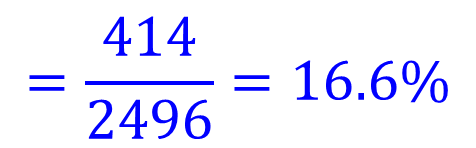 = 414/2496 = 16.6%